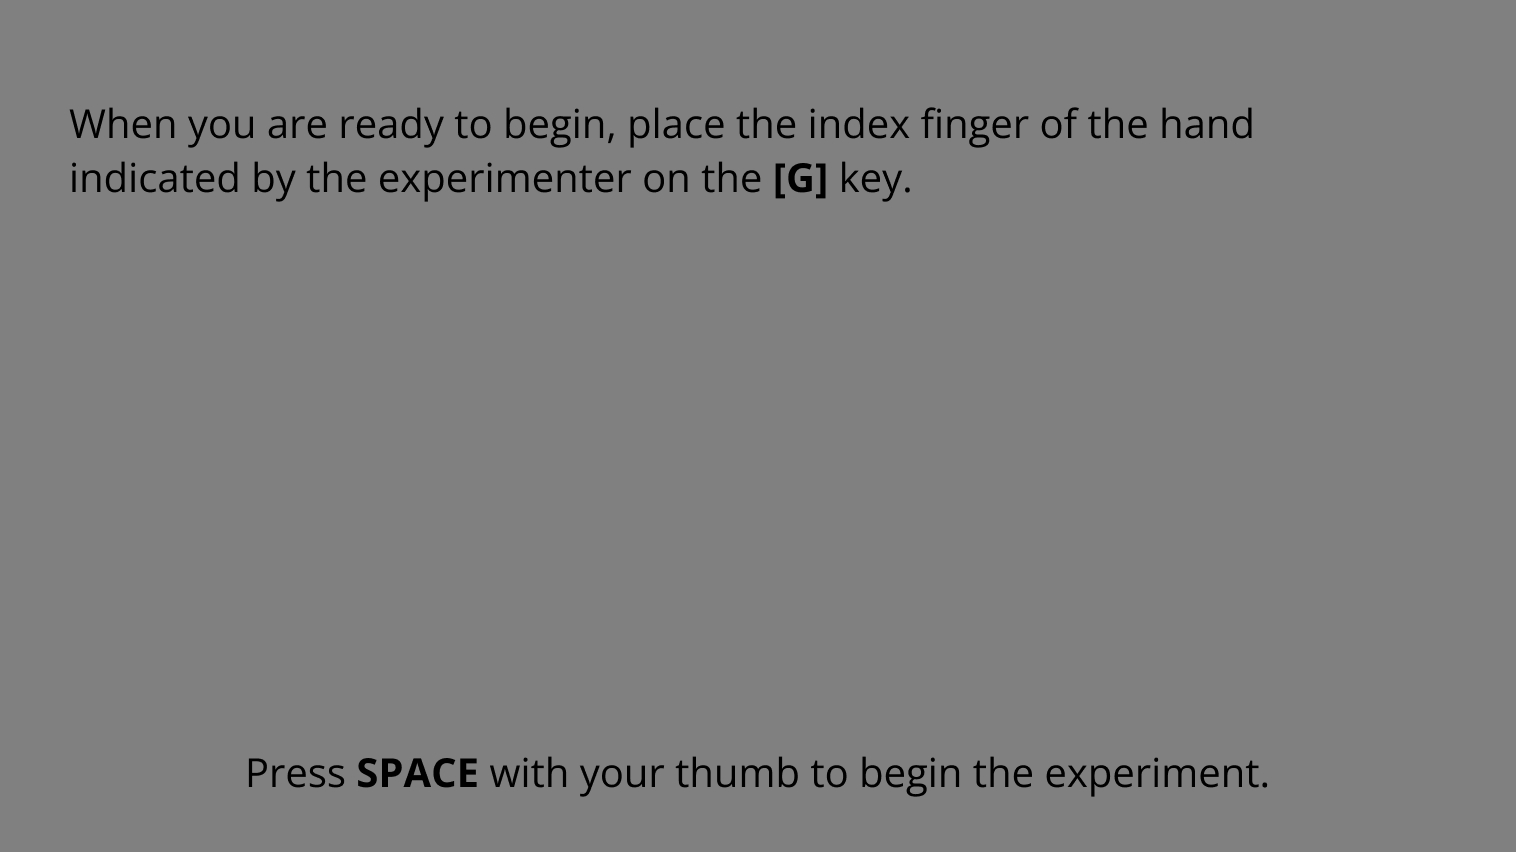 When you are ready to begin, place the index finger of the hand
indicated by the experimenter on the [G] key.
Press SPACE with your thumb to begin the experiment.